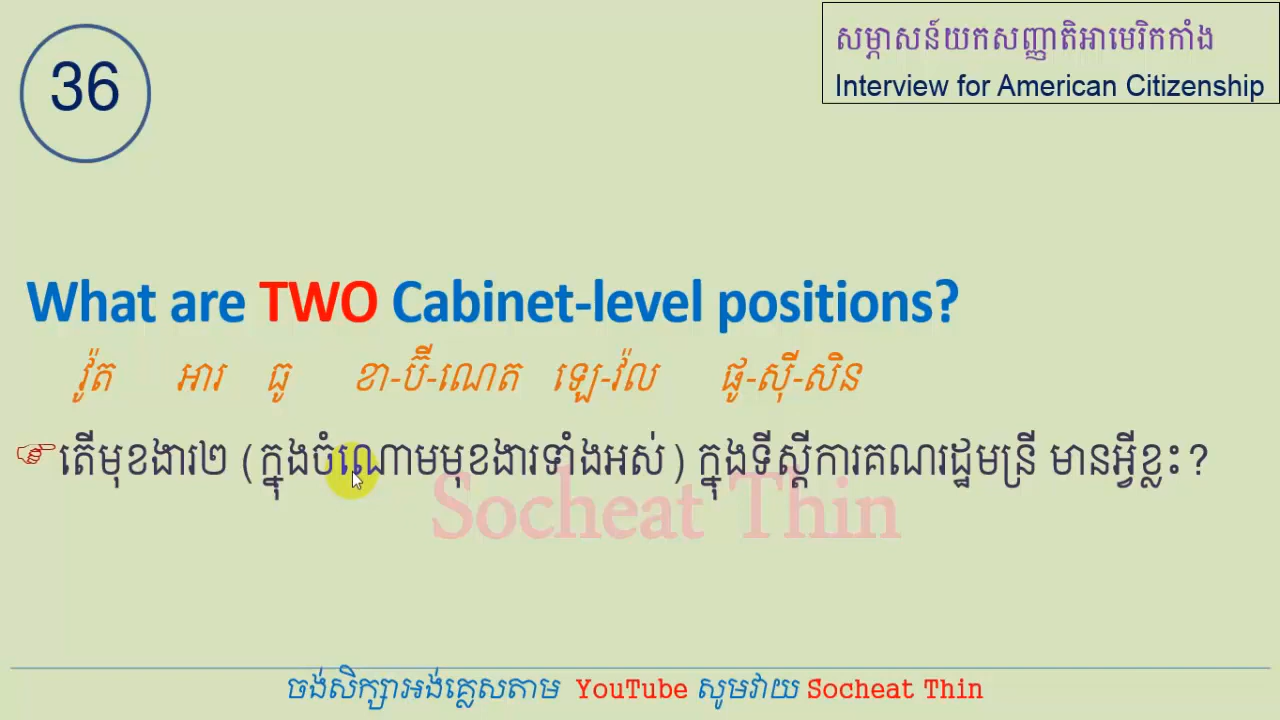 36
សម្ភាសន៍យកសញ្ញាតិអាមេរិកកាំង
Interview for American Citizenship
What are TWO Cabinet-level positions?
វ៉ូត អារ ធូ ខា-ប៊ី-ណេត ឡេ-វ៉ល ផូ-ស៊ី-សិន
តើមុខងារ២ (ក្នុងចំណោមមុខងារទាំងអស់) ក្នុងទីស្តីការគណរដ្ឋមន្រី មានអ្វីខ្លះ?
Socheat Thin
ចង់សិក្សាអង់គ្លេសតាម YouTube សូមវាយ Socheat Thin